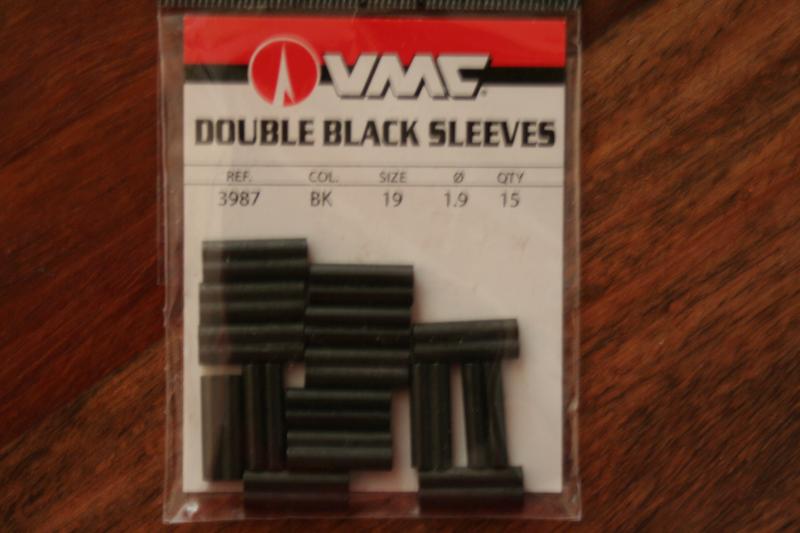 VMC
DOUBLE BLACK SLEEVES
REF. COL. SIZE Ø QTY
3987 BK 19 1.9 15